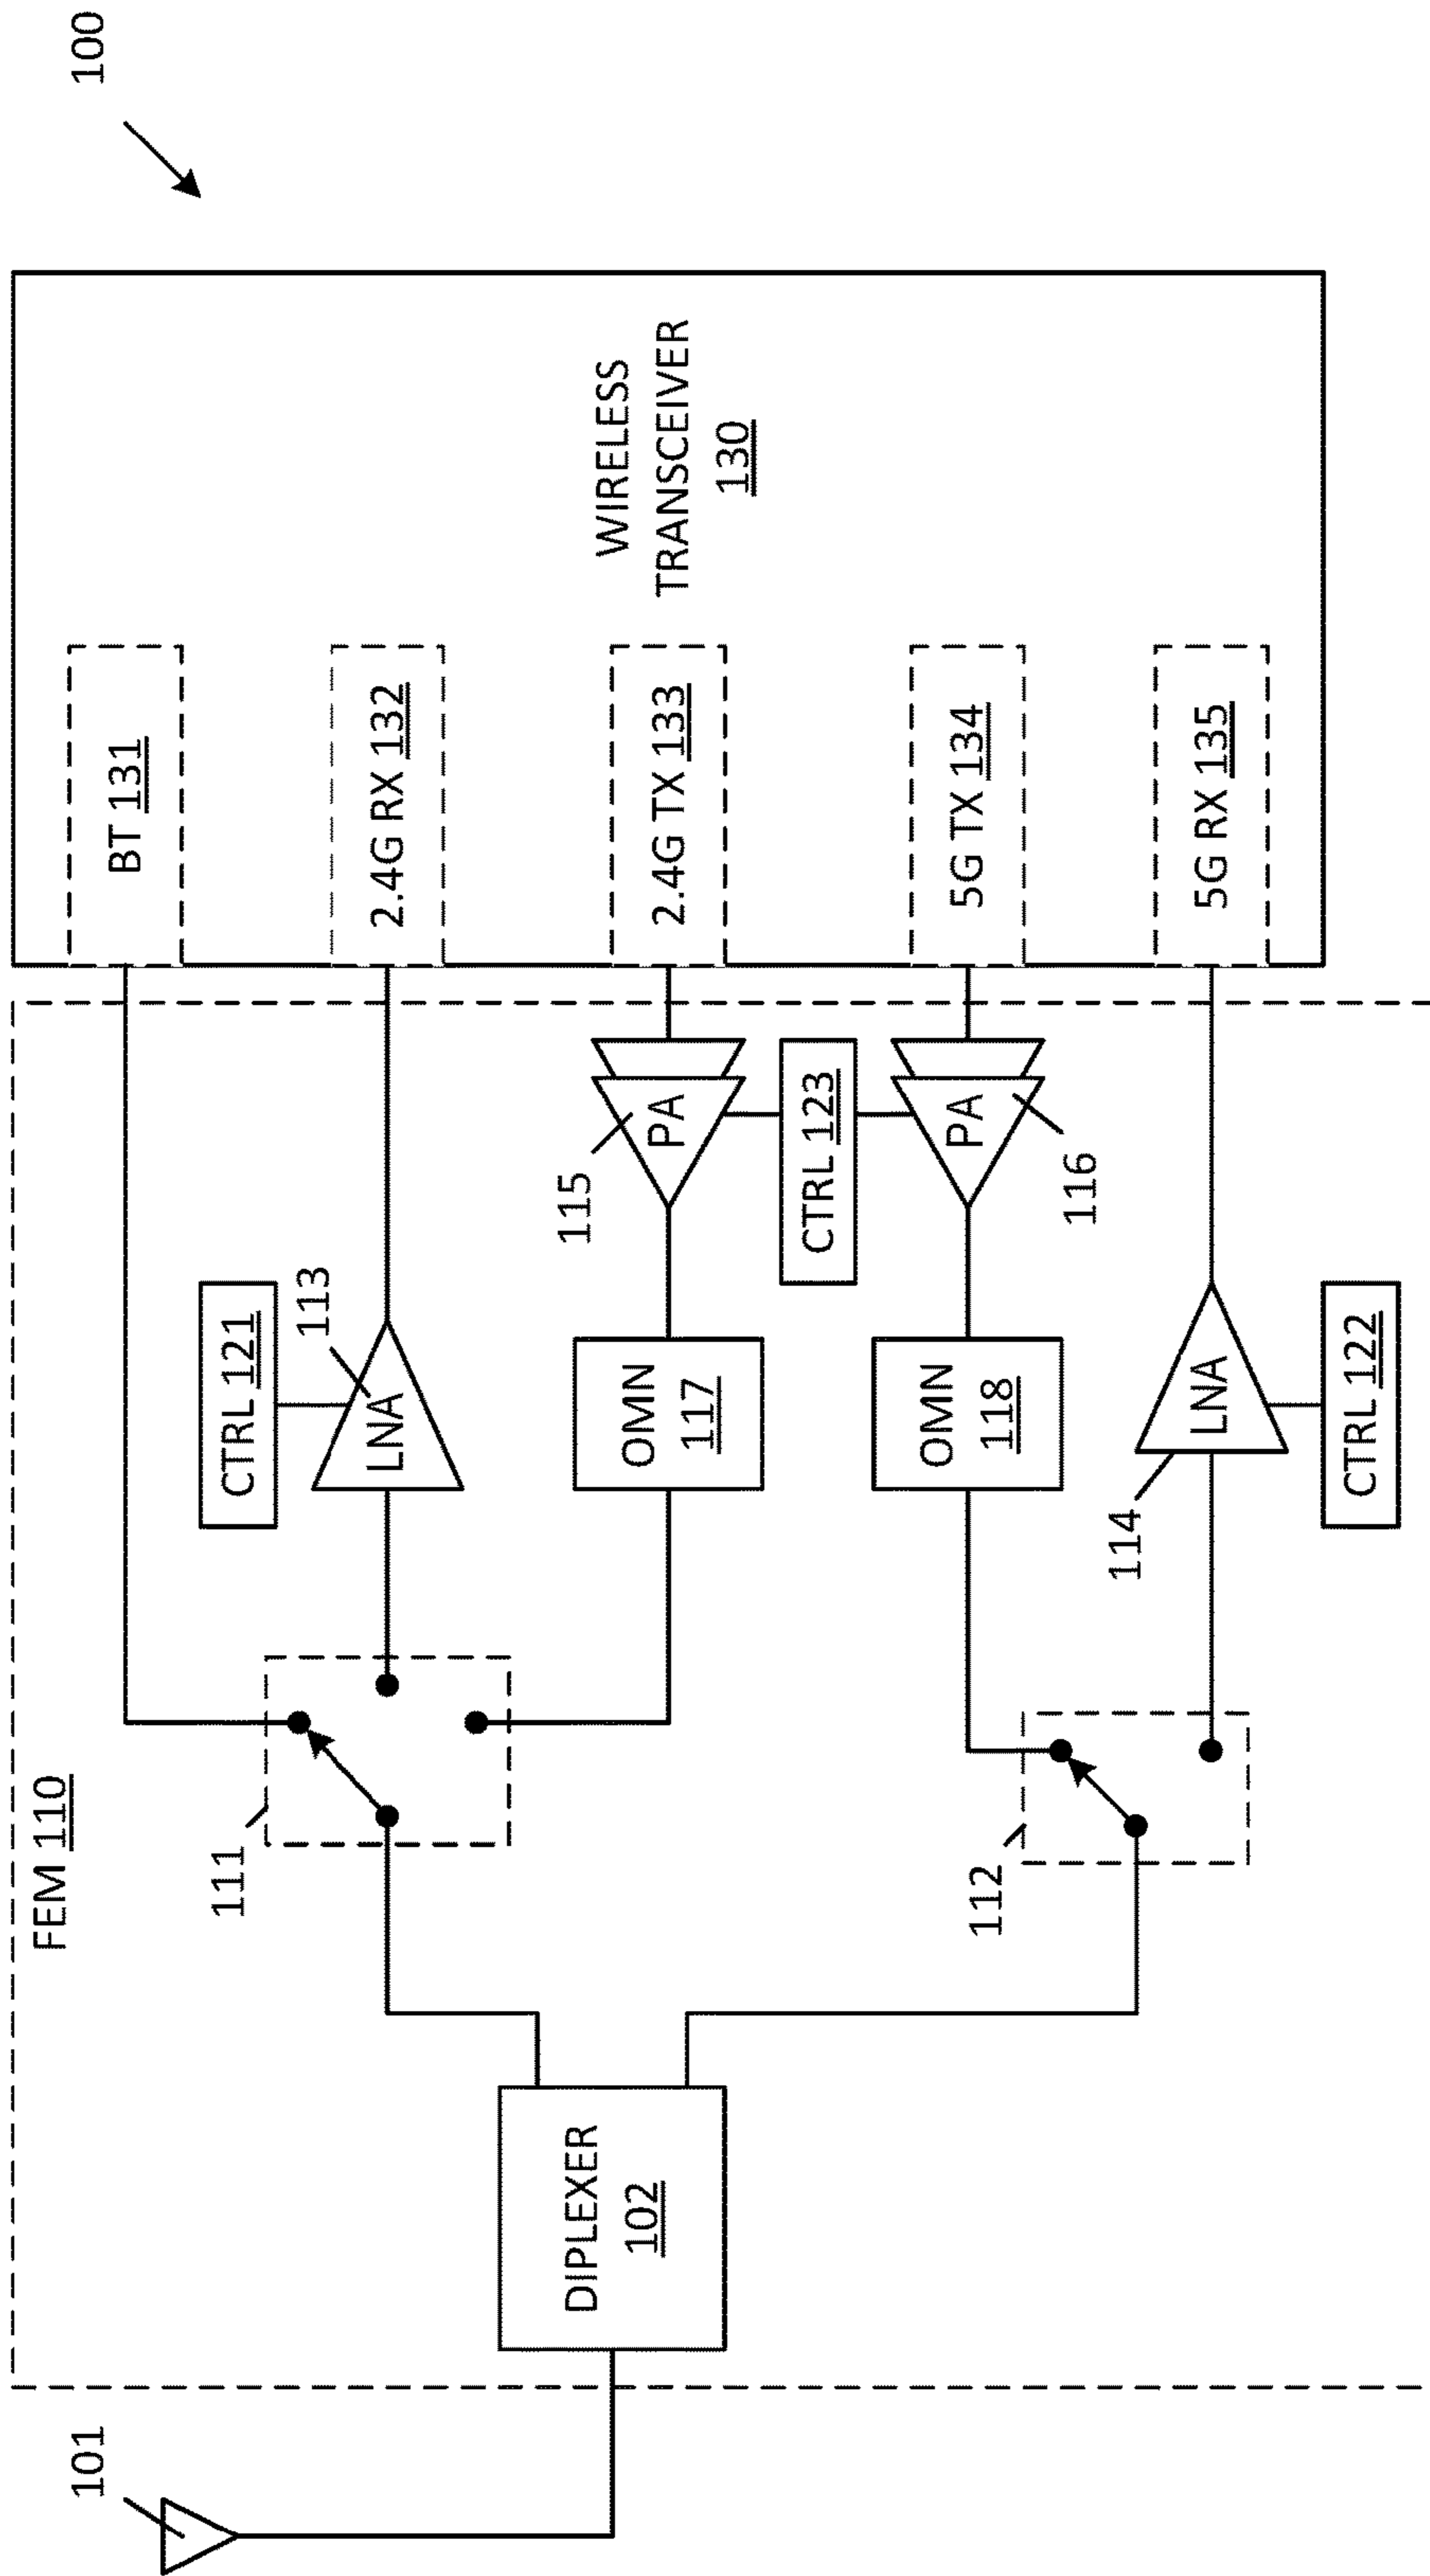 100
FEM 110
BT 131
CTRL 121
113
LNA
2.4G RX 132
111
115
PA
2.4G TX 133
OMN
117
WIRELESS
TRANSCEIVER
130
101
DIPLEXER
102
CTRL 123
112
OMN
118
PA
116
5G TX 134
114
LNA
5G RX 135
CTRL 122